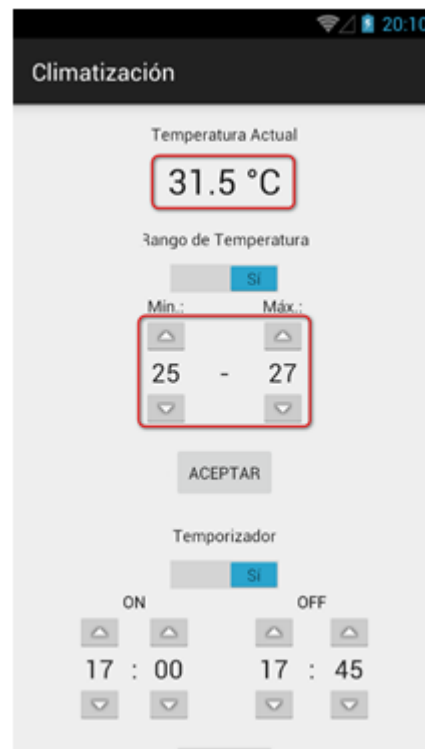 20:10
Climatización
Temperatura Actual
31.5 °C
Rango de Temperatura
Sí
Mín.: Máx.:
25 - 27
ACEPTAR
Temporizador
Sí
ON OFF
17 : 00 17 : 45